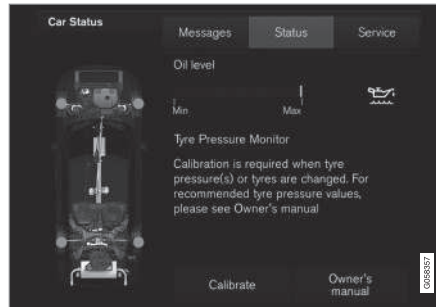 Car Status
Messages
Status
Service
Oil level
Min
Max
Tyre Pressure Monitor
Calibration is required when tyre
pressure(s) or tyres are changed. For
recommended tyre pressure values,
please see Owner's manual
Calibrate
Owner's
manual
G058357